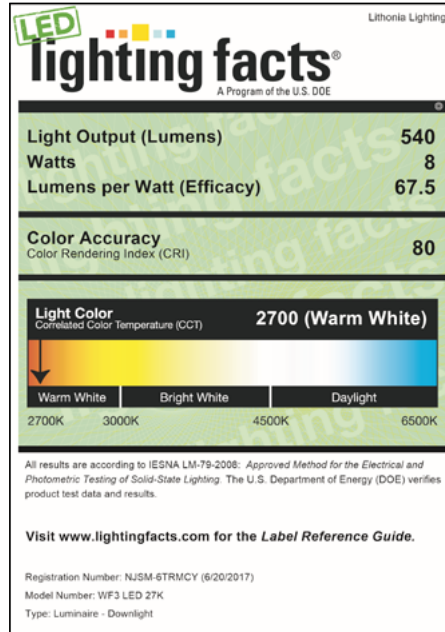 Lithonia Lighting
LED
lighting facts®
A Program of the U.S. DOE
Light Output (Lumens) 540
Watts 8
Lumens per Watt (Efficacy) 67.5
Color Accuracy
Color Rendering Index (CRI) 80
Light Color
Correlated Color Temperature (CCT) 2700 (Warm White)
Warm White Bright White Daylight
2700K 3000K 4500K 6500K
All results are according to IESNA LM-79-2008: Approved Method for the Electrical and
Photometric Testing of Solid-State Lighting. The U.S. Department of Energy (DOE) verifies
product test data and results.
Visit www.lightingfacts.com for the Label Reference Guide.
Registration Number: NJSM-6TRMCY (6/20/2017)
Model Number: WF3 LED 27K
Type: Luminaire - Downlight